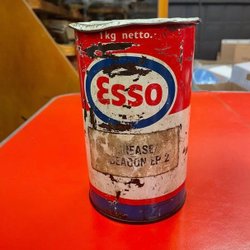 1 kg netto.
Esso
GREASE
BEACON EP 2